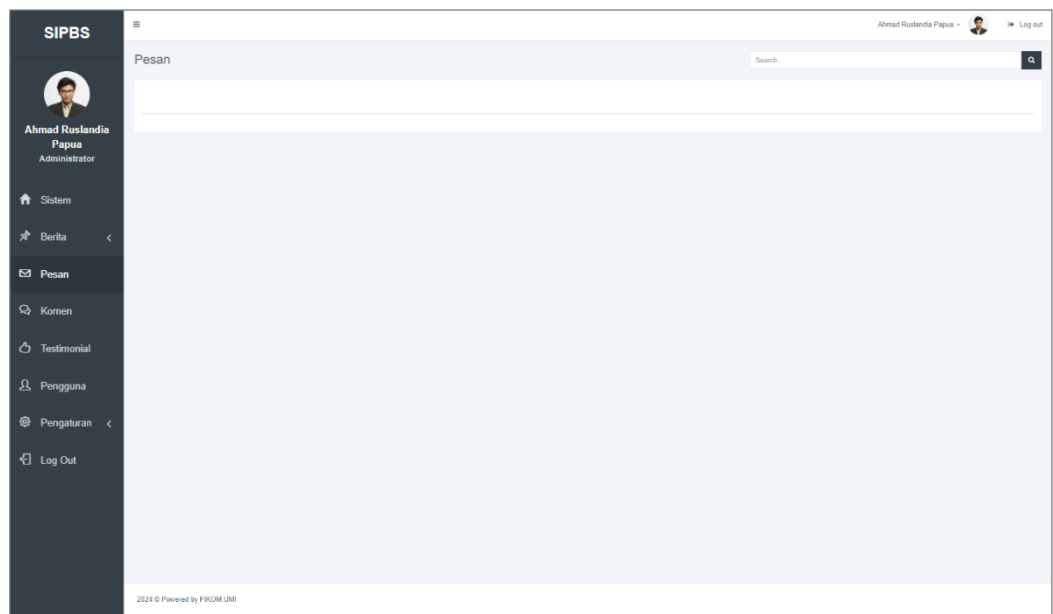 SIPBS
Ahmad Ruslandia Papua
Log out
Pesan
Search...
Ahmad Ruslandia
Papua
Administrator
Sistem
Berita
Pesan
Komen
Testimonial
Pengguna
Pengaturan
Log Out
2024 © Powered by FIKOM.UMI